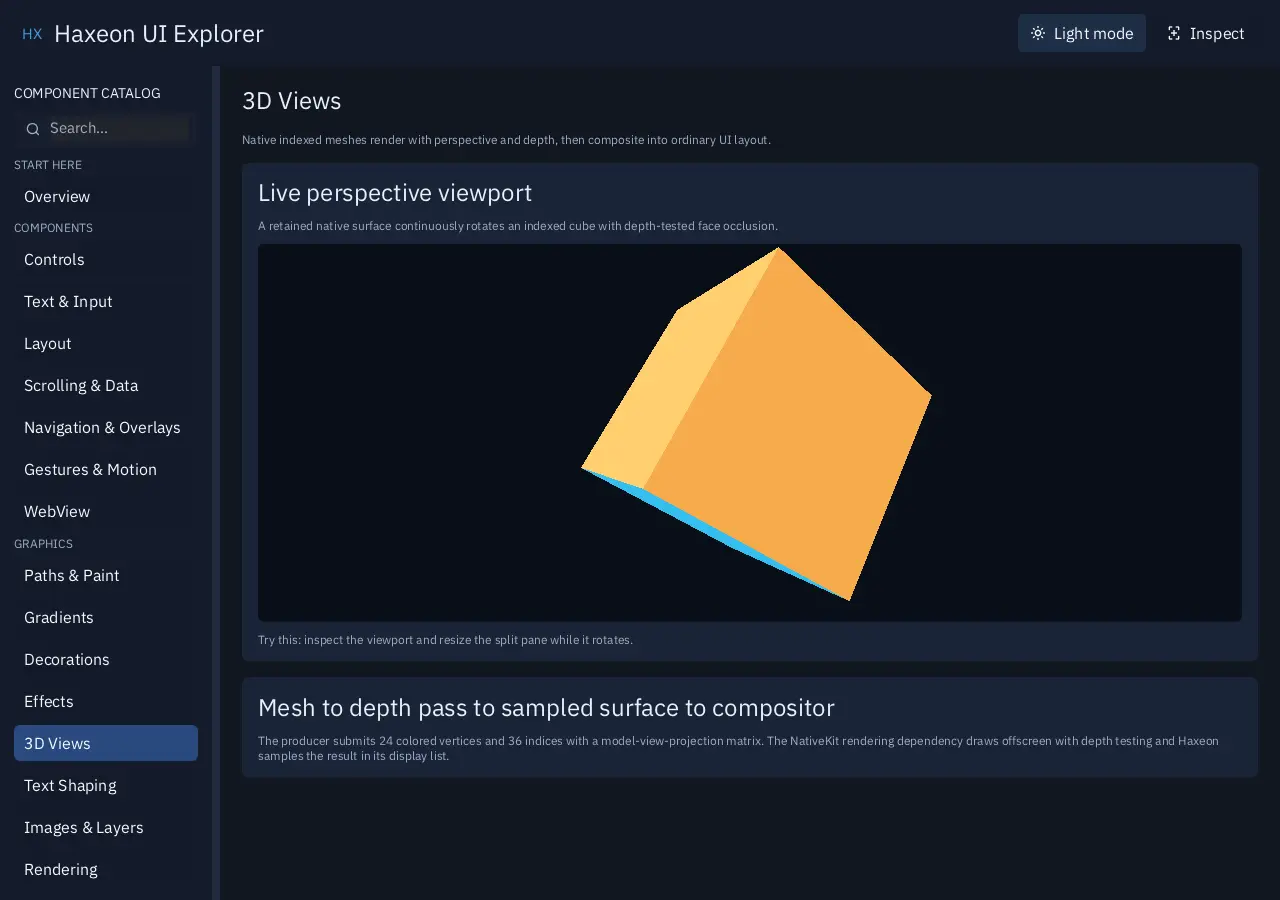 HX Haxeon UI Explorer
Light mode
Inspect
COMPONENT CATALOG
Search...
START HERE
Overview
COMPONENTS
Controls
Text & Input
Layout
Scrolling & Data
Navigation & Overlays
Gestures & Motion
WebView
GRAPHICS
Paths & Paint
Gradients
Decorations
Effects
3D Views
Text Shaping
Images & Layers
Rendering
3D Views
Native indexed meshes render with perspective and depth, then composite into ordinary UI layout.
Live perspective viewport
A retained native surface continuously rotates an indexed cube with depth-tested face occlusion.
Try this: inspect the viewport and resize the split pane while it rotates.
Mesh to depth pass to sampled surface to compositor
The producer submits 24 colored vertices and 36 indices with a model-view-projection matrix. The NativeKit rendering dependency draws offscreen with depth testing and Haxeon
samples the result in its display list.